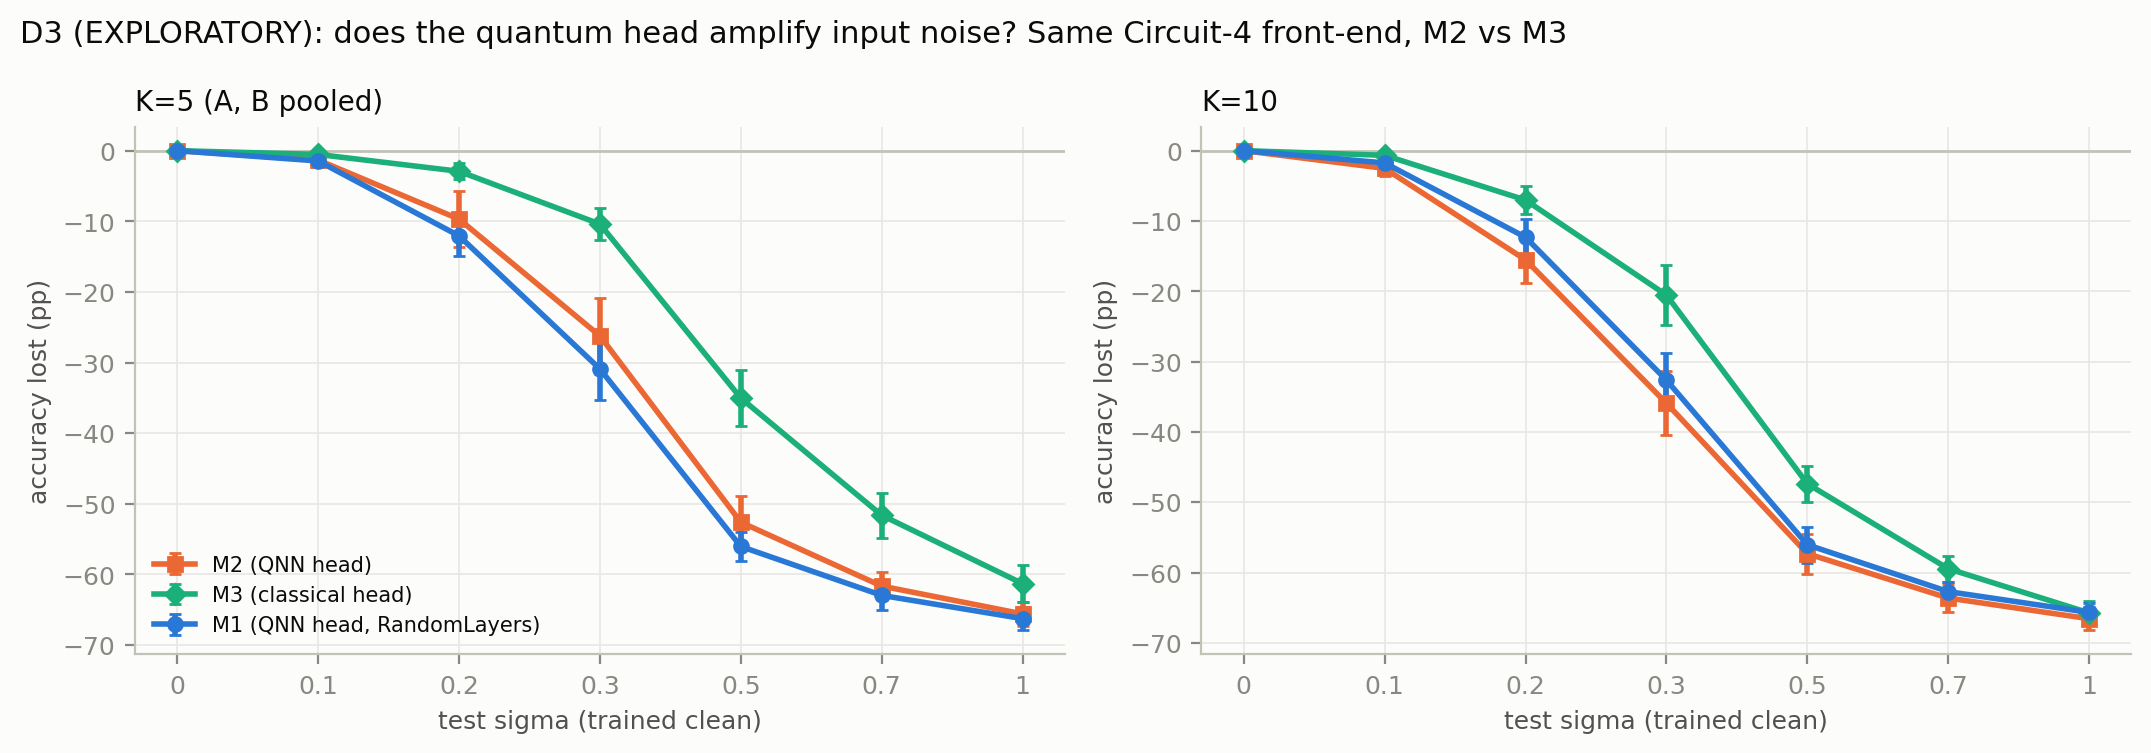 D3 (EXPLORATORY): does the quantum head amplify input noise? Same Circuit-4 front-end, M2 vs M3
K=5 (A, B pooled)
accuracy lost (pp)
0
−10
−20
−30
−40
−50
−60
−70
M2 (QNN head)
M3 (classical head)
M1 (QNN head, RandomLayers)
0 0.1 0.2 0.3 0.5 0.7 1
test sigma (trained clean)
K=10
accuracy lost (pp)
0
−10
−20
−30
−40
−50
−60
−70
0 0.1 0.2 0.3 0.5 0.7 1
test sigma (trained clean)